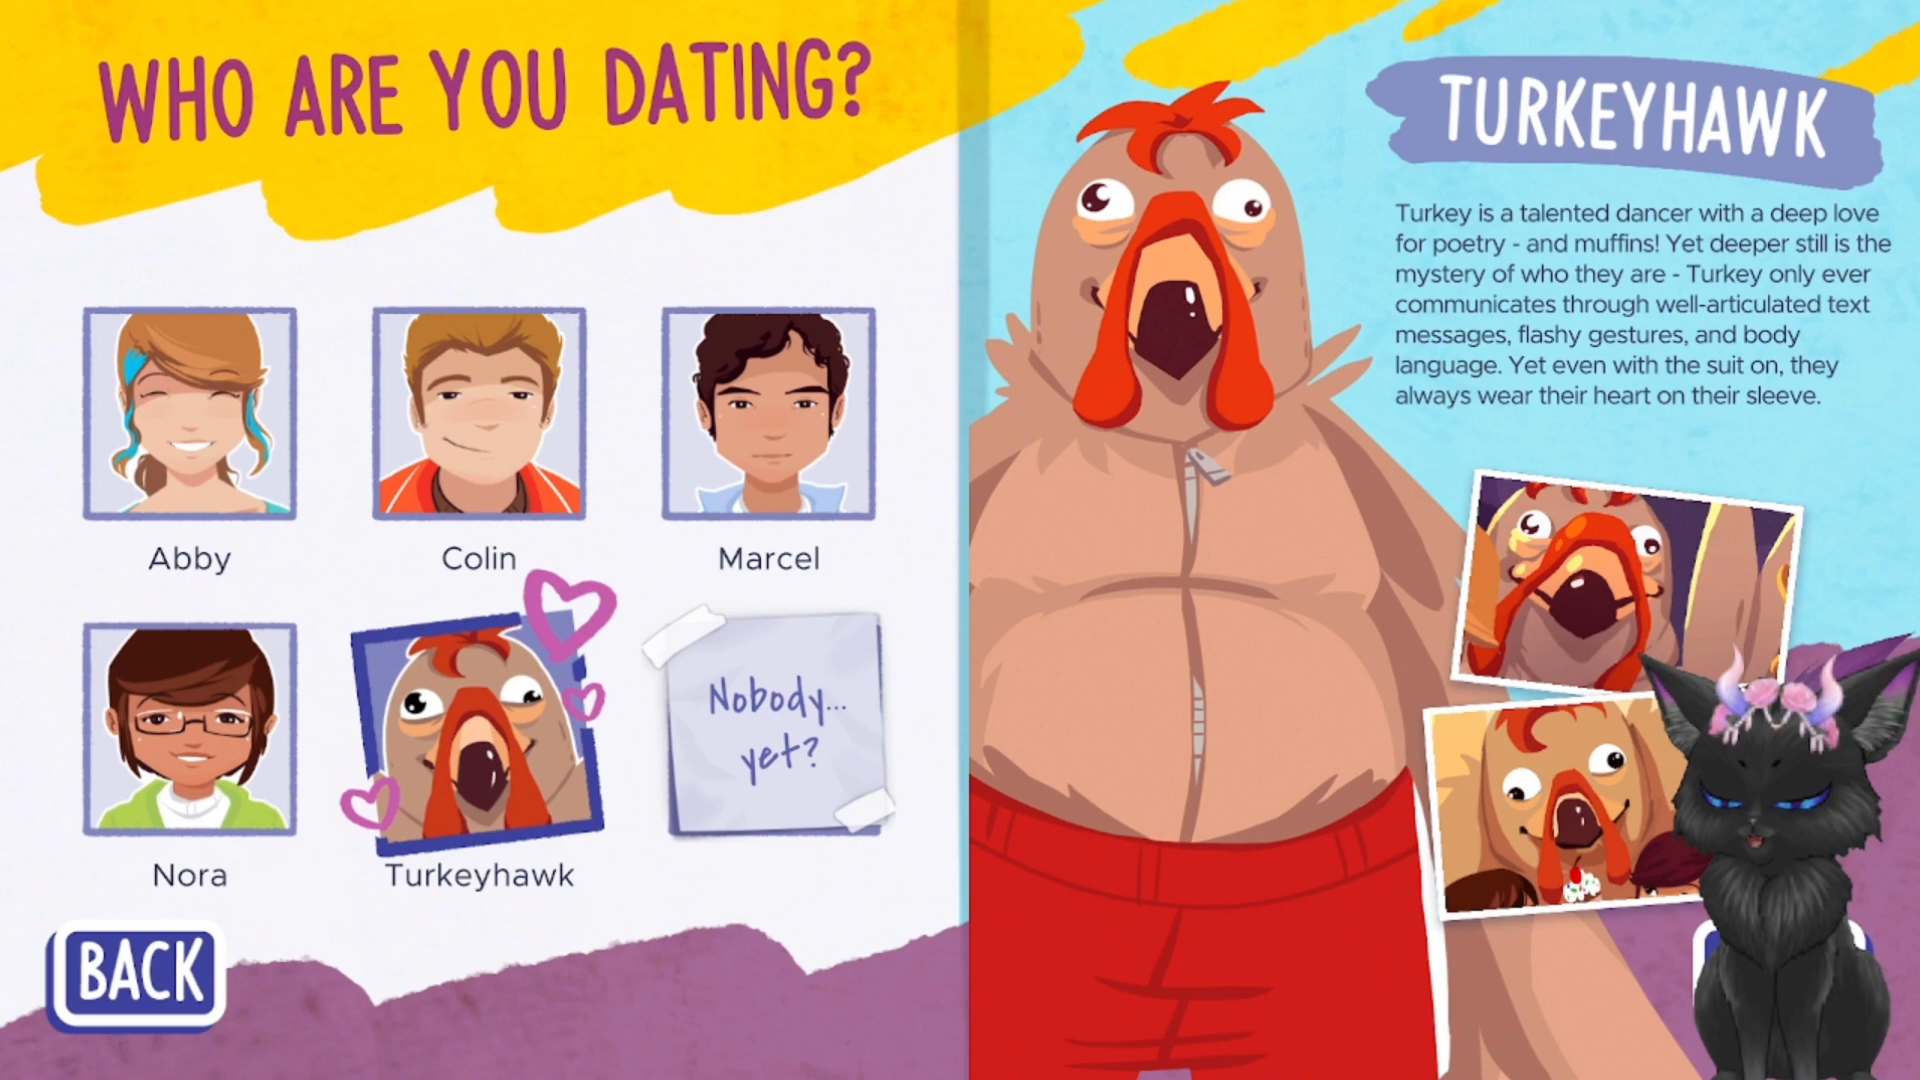 WHO ARE YOU DATING?
Abby
Colin
Marcel
Nora
Turkeyhawk
Nobody...
yet?
BACK
TURKEYHAWK
Turkey is a talented dancer with a deep love
for poetry - and muffins! Yet deeper still is the
mystery of who they are - Turkey only ever
communicates through well-articulated text
messages, flashy gestures, and body
language. Yet even with the suit on, they
always wear their heart on their sleeve.